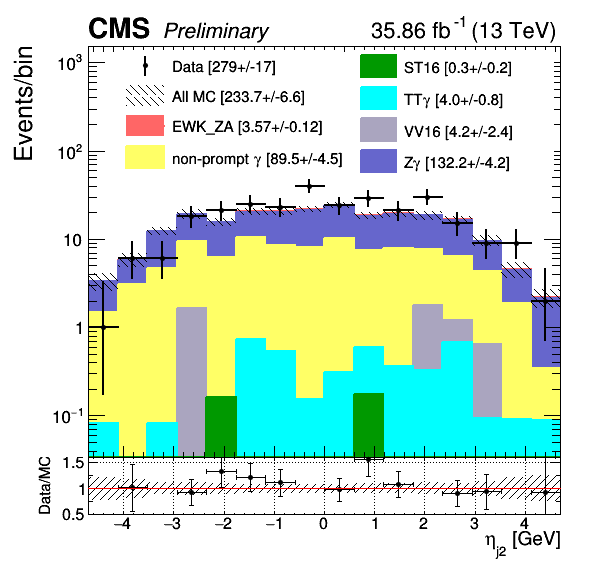 CMS Preliminary 35.86 fb⁻¹ (13 TeV)
Events/bin
10³
10²
10
1
10⁻¹
Data [279+/-17]
All MC [233.7+/-6.6]
EWK_ZA [3.57+/-0.12]
non-prompt γ [89.5+/-4.5]
ST16 [0.3+/-0.2]
TTγ [4.0+/-0.8]
VV16 [4.2+/-2.4]
Zγ [132.2+/-4.2]
Data/MC
1.5
1
0.5
−4 −3 −2 −1 0 1 2 3 4
η_j2 [GeV]